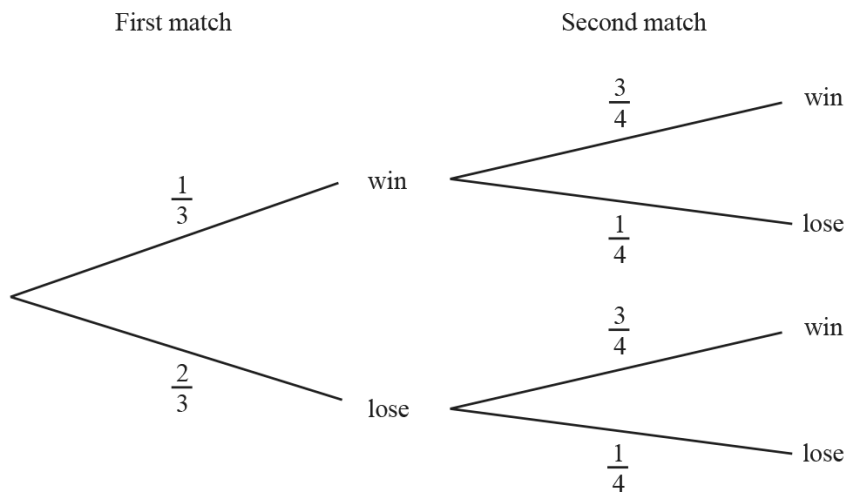 First match Second match
3/4 win
1/3 win
1/4 lose
3/4 win
2/3 lose
1/4 lose